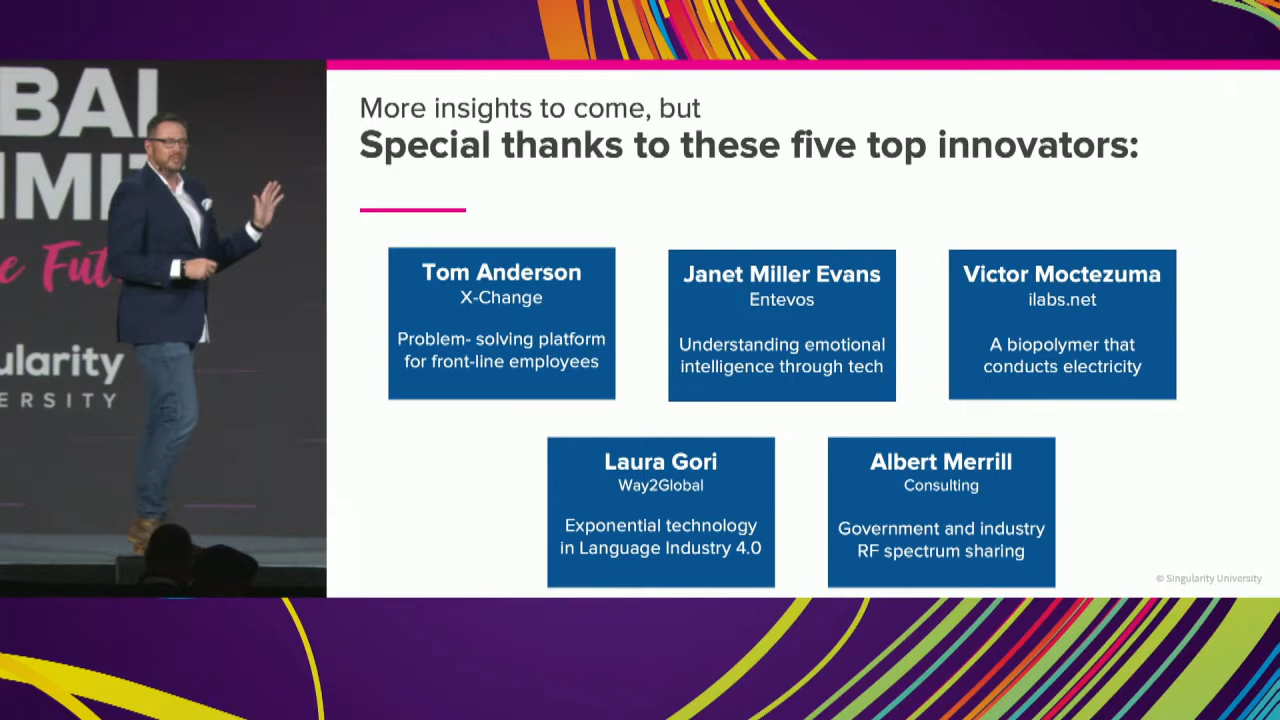 BAL
MMIT
e Fut
ularity
ERSITY
More insights to come, but
Special thanks to these five top innovators:
Tom Anderson
X-Change
Problem- solving platform
for front-line employees
Janet Miller Evans
Entevos
Understanding emotional
intelligence through tech
Victor Moctezuma
ilabs.net
A biopolymer that
conducts electricity
Laura Gori
Way2Global
Exponential technology
in Language Industry 4.0
Albert Merrill
Consulting
Government and industry
RF spectrum sharing
© Singularity University